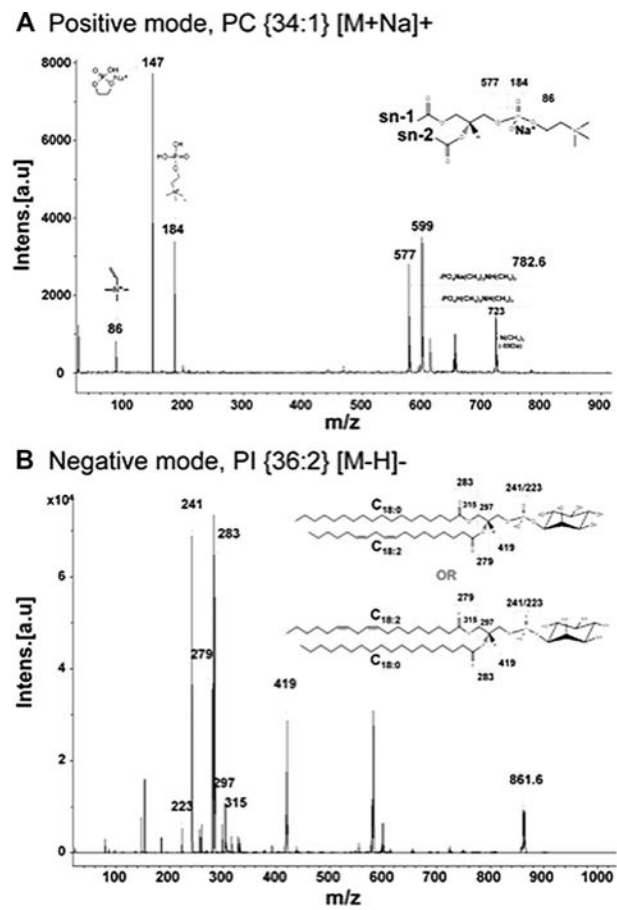 A Positive mode, PC {34:1} [M+Na]+
8000
6000
4000
2000
0
Intens.[a.u]
147
184
86
577
599
782.6
723
N(CH₃)₃
(-59Da)
577 184
86
sn-1
sn-2
Na⁺
100 200 300 400 500 600 700 800 900
m/z
B Negative mode, PI {36:2} [M-H]-
x10⁴
6
4
2
0
Intens.[a.u]
241
283
279
297
315
223
419
861.6
C₁₈:₀
283
315 297
241/223
C₁₈:₂
419
279
OR
C₁₈:₂
279
315 297
241/223
C₁₈:₀
419
283
100 200 300 400 500 600 700 800 900 1000
m/z